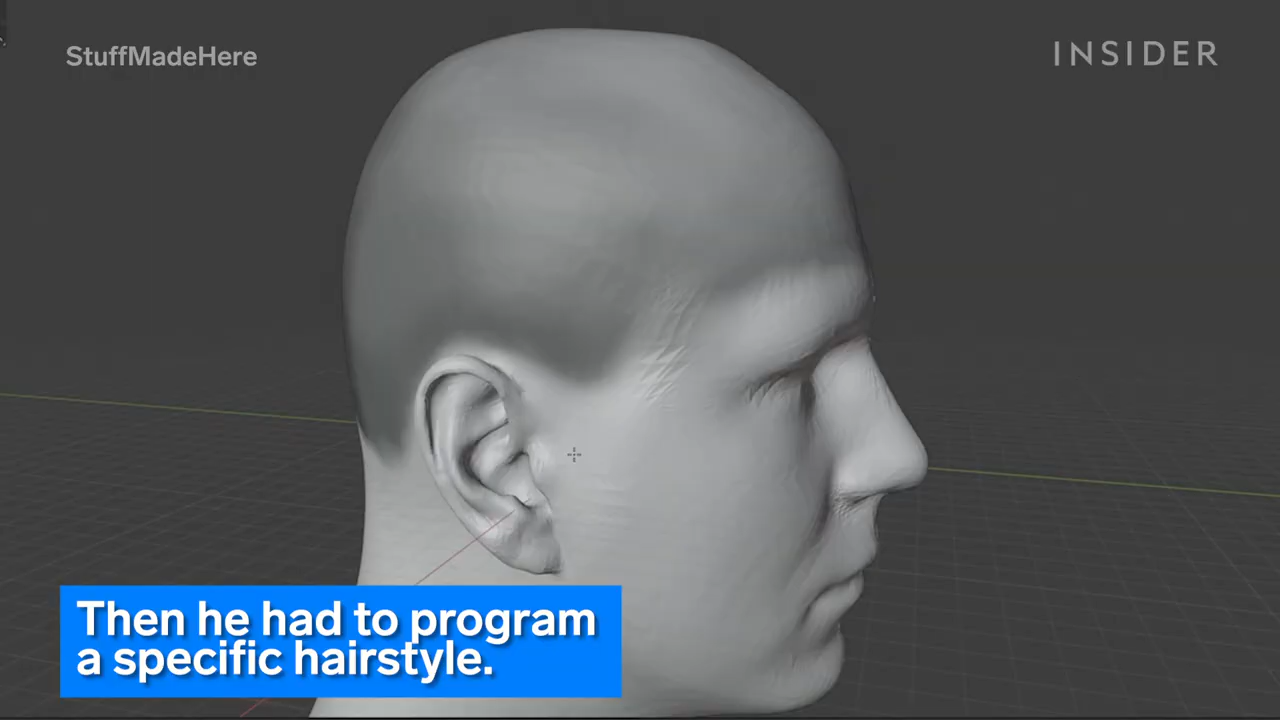 StuffMadeHere
INSIDER
Then he had to program
a specific hairstyle.